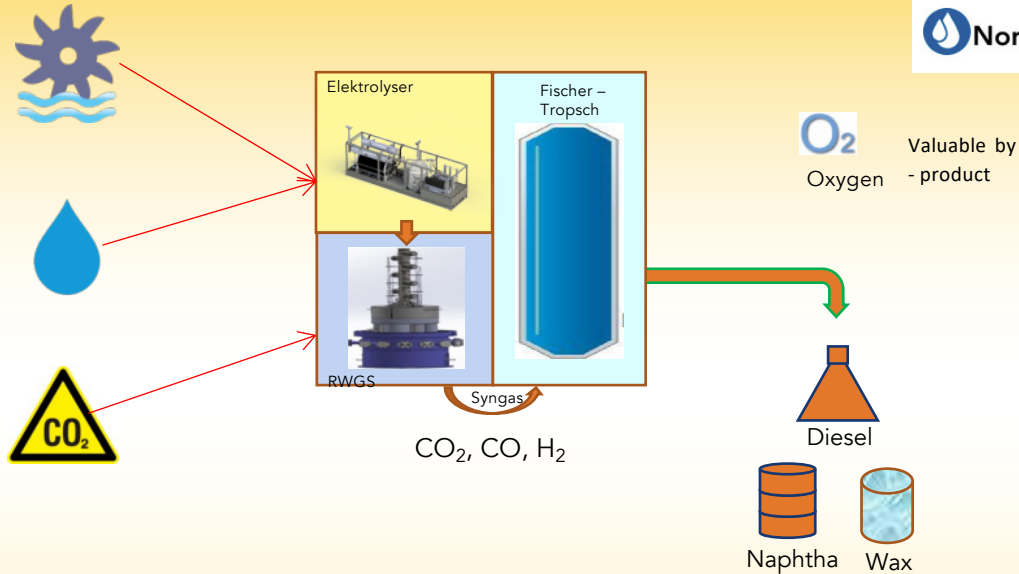 Nor
Elektrolyser
Fischer –
Tropsch
O₂
Oxygen
Valuable by
- product
RWGS
Syngas
CO₂
CO₂, CO, H₂
Diesel
Naphtha
Wax